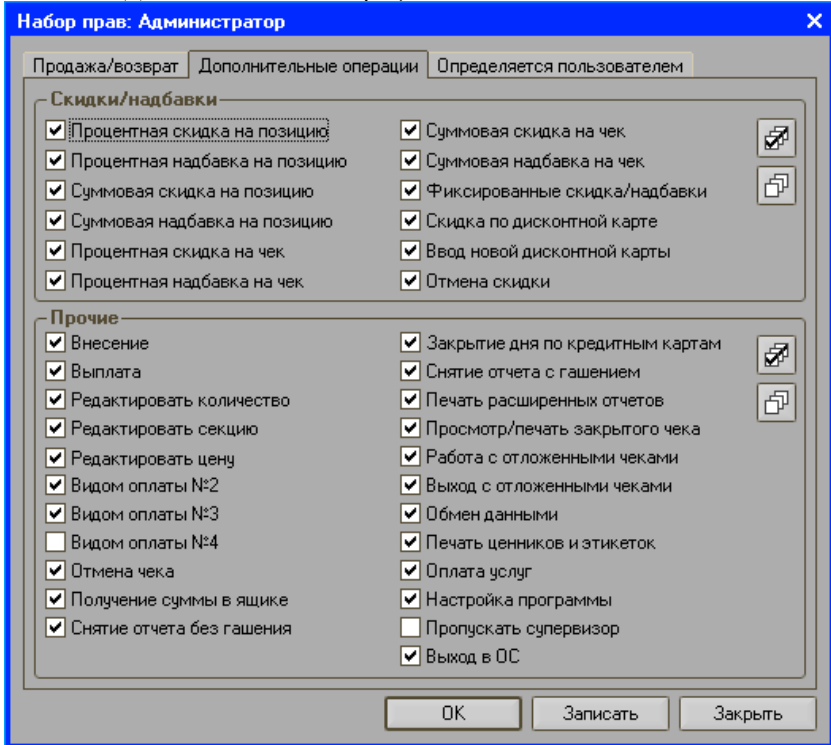 Набор прав: Администратор
Продажа/возврат Дополнительные операции Определяется пользователем
Скидки/надбавки
Процентная скидка на позицию
Процентная надбавка на позицию
Суммовая скидка на позицию
Суммовая надбавка на позицию
Процентная скидка на чек
Процентная надбавка на чек
Суммовая скидка на чек
Суммовая надбавка на чек
Фиксированные скидка/надбавки
Скидка по дисконтной карте
Ввод новой дисконтной карты
Отмена скидки
Прочие
Внесение
Выплата
Редактировать количество
Редактировать секцию
Редактировать цену
Видом оплаты №2
Видом оплаты №3
Видом оплаты №4
Отмена чека
Получение суммы в ящике
Снятие отчета без гашения
Закрытие дня по кредитным картам
Снятие отчета с гашением
Печать расширенных отчетов
Просмотр/печать закрытого чека
Работа с отложенными чеками
Выход с отложенными чеками
Обмен данными
Печать ценников и этикеток
Оплата услуг
Настройка программы
Пропускать супервизор
Выход в ОС
OK Записать Закрыть